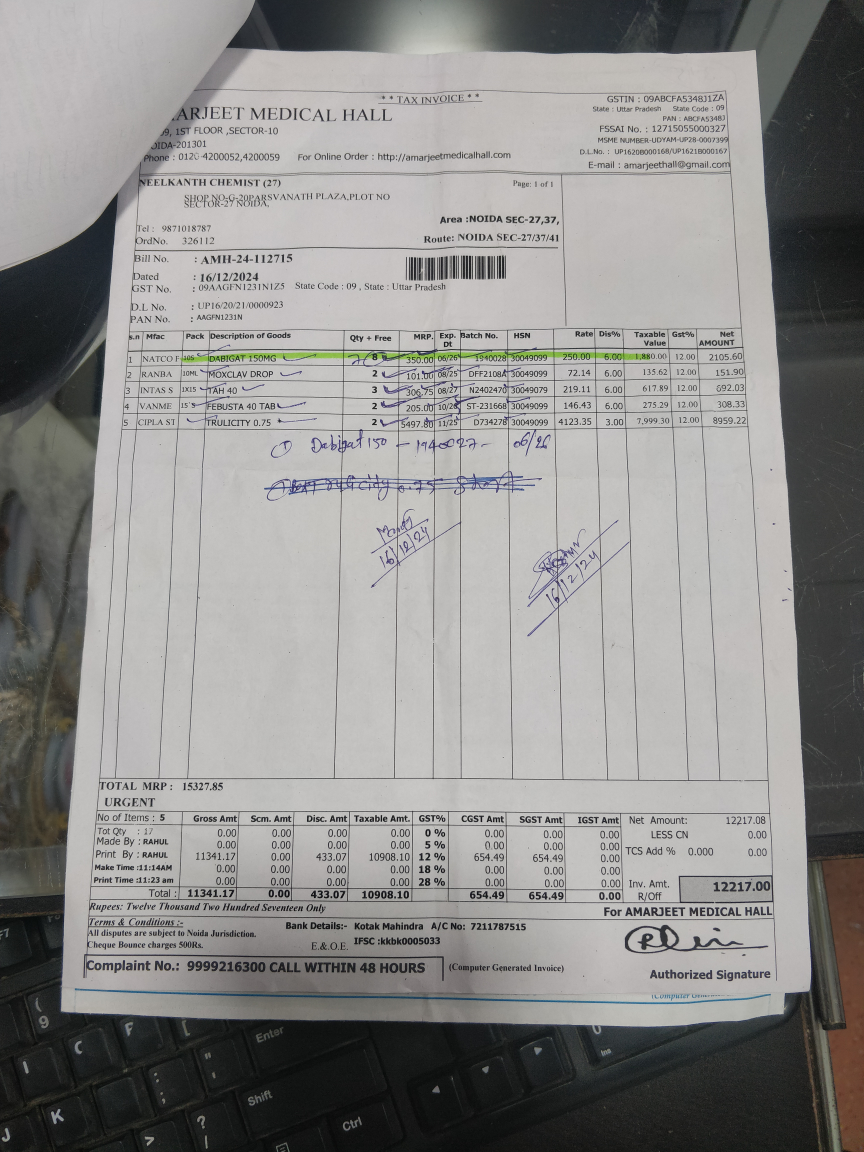 **TAX INVOICE**
ARJEET MEDICAL HALL
9, 1ST FLOOR ,SECTOR-10
IDA-201301
Phone : 0120-4200052,4200059 For Online Order : http://amarjeetmedicalhall.com
GSTIN : 09ABCFA5348J1ZA
State : Uttar Pradesh State Code : 09
PAN : ABCFA5348J
FSSAI No. : 12715055000327
MSME NUMBER-UDYAM-UP28-0007399
D.L.No. : UP1620B000168/UP1621B000167
E-mail : amarjeethall@gmail.com
NEELKANTH CHEMIST (27) Page: 1 of 1
SHOP NO-G-20PARSVANATH PLAZA,PLOT NO
SECTOR-27 NOIDA,
Tel : 9871018787 Area :NOIDA SEC-27,37,
OrdNo. 326112 Route: NOIDA SEC-27/37/41
Bill No. : AMH-24-112715
Dated : 16/12/2024
GST No. : 09AAGFN1231N1Z5 State Code : 09 , State : Uttar Pradesh
D.L No. : UP16/20/21/0000923
PAN No. : AAGFN1231N
s.n Mfac Pack Description of Goods Qty + Free MRP. Exp. Dt Batch No. HSN Rate Dis% Taxable Value Gst% Net AMOUNT
1 NATCO F 10S DABIGAT 150MG 8 350.00 06/26 1940028 30049099 250.00 6.00 1,880.00 12.00 2105.60
2 RANBA 10ML MOXCLAV DROP 2 101.00 08/25 DFF2108A 30049099 72.14 6.00 135.62 12.00 151.90
3 INTAS S 1X15 TAH 40 3 306.75 08/27 N2402470 30049079 219.11 6.00 617.89 12.00 692.03
4 VANME 15`S FEBUSTA 40 TAB 2 205.00 10/26 ST-231668 30049099 146.43 6.00 275.29 12.00 308.33
5 CIPLA ST TRULICITY 0.75 2 5497.80 11/25 D734278 30049099 4123.35 3.00 7,999.30 12.00 8959.22
① Dabigat 150 - 1940027 - 06/26
16/12/24
16/12/24
TOTAL MRP : 15327.85
URGENT
No of Items : 5 Gross Amt Scm. Amt Disc. Amt Taxable Amt. GST% CGST Amt SGST Amt IGST Amt
Tot Qty : 17 0.00 0.00 0.00 0.00 0 % 0.00 0.00 0.00
Made By : RAHUL 0.00 0.00 0.00 0.00 5 % 0.00 0.00 0.00
Print By : RAHUL 11341.17 0.00 433.07 10908.10 12 % 654.49 654.49 0.00
Make Time :11:14AM 0.00 0.00 0.00 0.00 18 % 0.00 0.00 0.00
Print Time :11:23 am 0.00 0.00 0.00 0.00 28 % 0.00 0.00 0.00
Total : 11341.17 0.00 433.07 10908.10 654.49 654.49 0.00
Net Amount: 12217.08
LESS CN 0.00
TCS Add % 0.000 0.00
Inv. Amt. 12217.00
R/Off
Rupees: Twelve Thousand Two Hundred Seventeen Only
For AMARJEET MEDICAL HALL
Terms & Conditions :-
All disputes are subject to Noida Jurisdiction.
Cheque Bounce charges 500Rs.
Bank Details:- Kotak Mahindra A/C No: 7211787515
E.& O.E. IFSC :kkbk0005033
Complaint No.: 9999216300 CALL WITHIN 48 HOURS
(Computer Generated Invoice)
Authorized Signature
F7
( 9
I
C
F
[
{
"
'
Enter
J
K
>
?
/
Shift
Ctrl
0
Ins